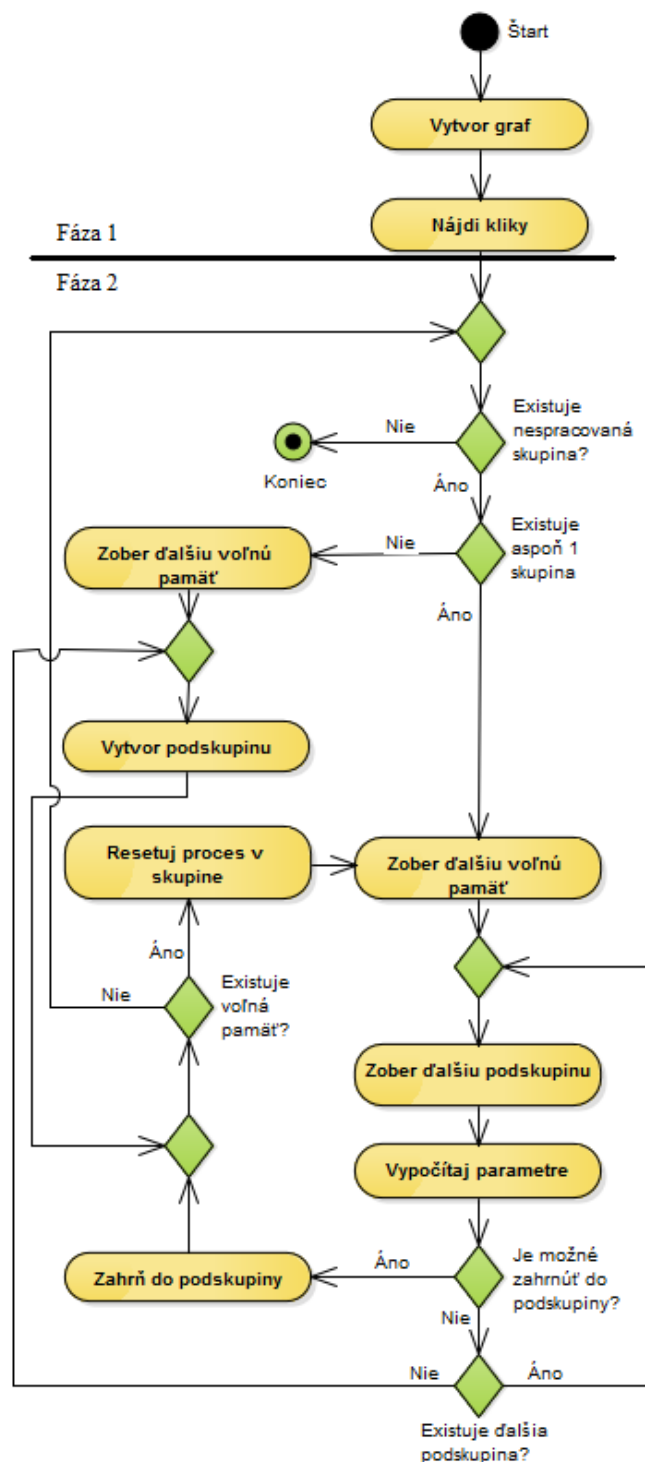 Štart
Vytvor graf
Nájdi kliky
Fáza 1
Fáza 2
Existuje
nespracovaná
skupina?
Nie
Koniec
Áno
Existuje
aspoň 1
skupina
Nie
Zober ďalšiu voľnú
pamäť
Áno
Vytvor podskupinu
Resetuj proces v
skupine
Zober ďalšiu voľnú
pamäť
Áno
Existuje
voľná
pamäť?
Nie
Zober ďalšiu podskupinu
Vypočítaj parametre
Je možné
zahrnúť do
podskupiny?
Áno
Zahrň do podskupiny
Nie
Nie
Áno
Existuje ďalšia
podskupina?